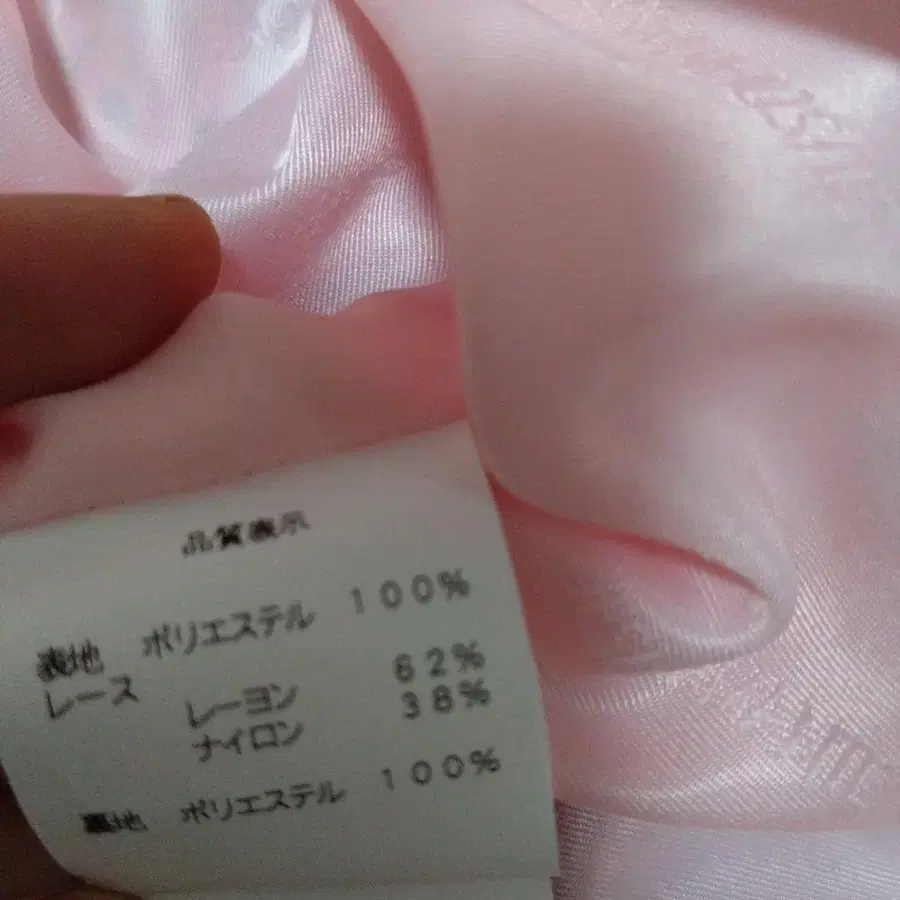 品質表示
表地 ポリエステル 100%
レース レーヨン 62%
ナイロン 38%
裏地 ポリエステル 100%